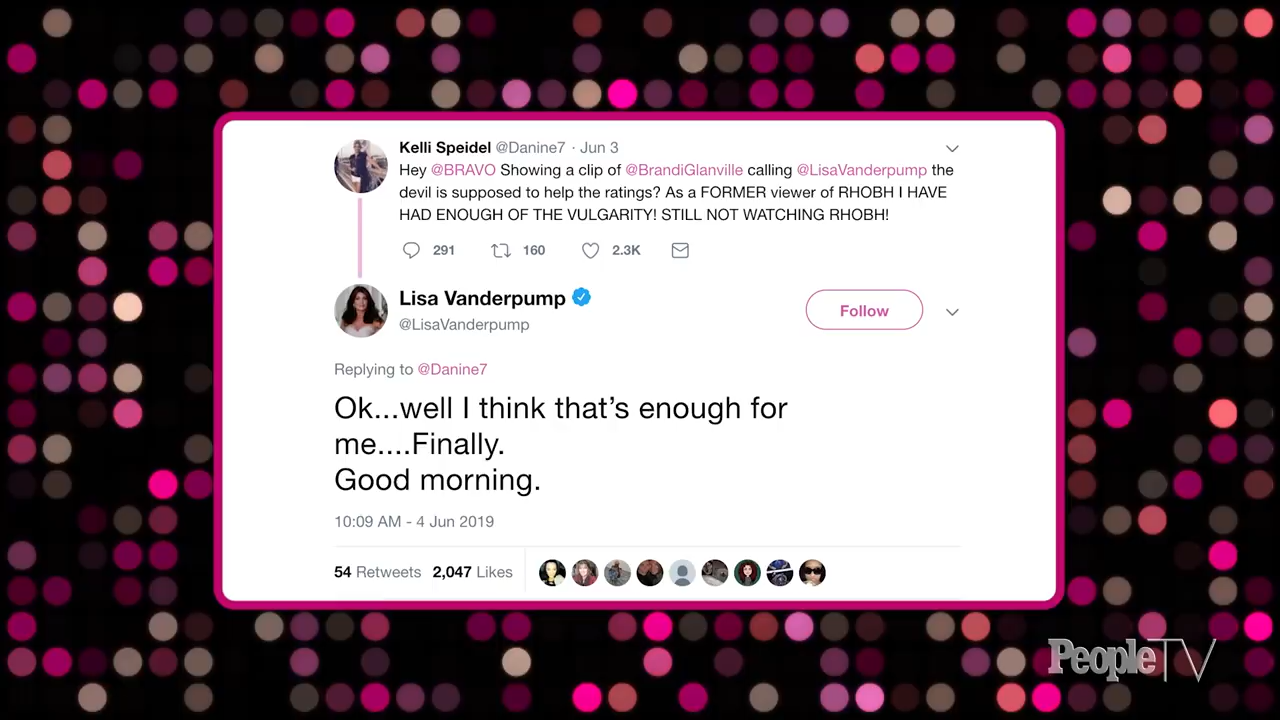 Kelli Speidel @Danine7 · Jun 3
Hey @BRAVO Showing a clip of @BrandiGlanville calling @LisaVanderpump the
devil is supposed to help the ratings? As a FORMER viewer of RHOBH I HAVE
HAD ENOUGH OF THE VULGARITY! STILL NOT WATCHING RHOBH!
291 160 2.3K
Lisa Vanderpump
Follow
@LisaVanderpump
Replying to @Danine7
Ok...well I think that’s enough for
me....Finally.
Good morning.
10:09 AM - 4 Jun 2019
54 Retweets 2,047 Likes
PeopleTV